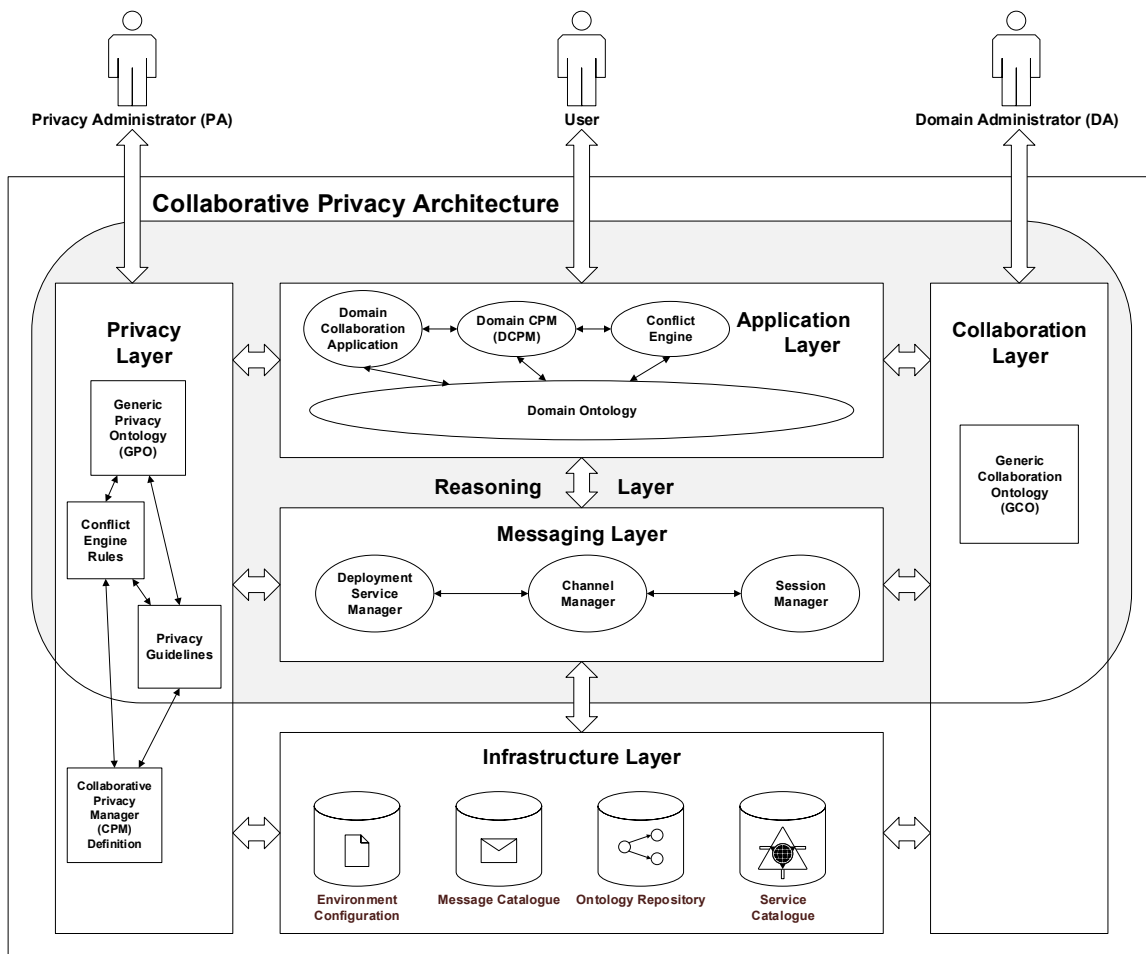 Privacy Administrator (PA)
User
Domain Administrator (DA)
Collaborative Privacy Architecture
Privacy
Layer
Generic
Privacy
Ontology
(GPO)
Conflict
Engine
Rules
Privacy
Guidelines
Collaborative
Privacy
Manager
(CPM)
Definition
Domain
Collaboration
Application
Domain CPM
(DCPM)
Conflict
Engine
Application
Layer
Domain Ontology
Reasoning Layer
Messaging Layer
Deployment
Service
Manager
Channel
Manager
Session
Manager
Infrastructure Layer
Environment
Configuration
Message Catalogue
Ontology Repository
Service
Catalogue
Collaboration
Layer
Generic
Collaboration
Ontology
(GCO)